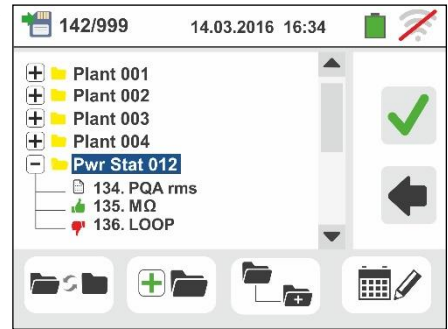 142/999 14.03.2016 16:34
Plant 001
Plant 002
Plant 003
Plant 004
Pwr Stat 012
134. PQA rms
135. MΩ
136. LOOP